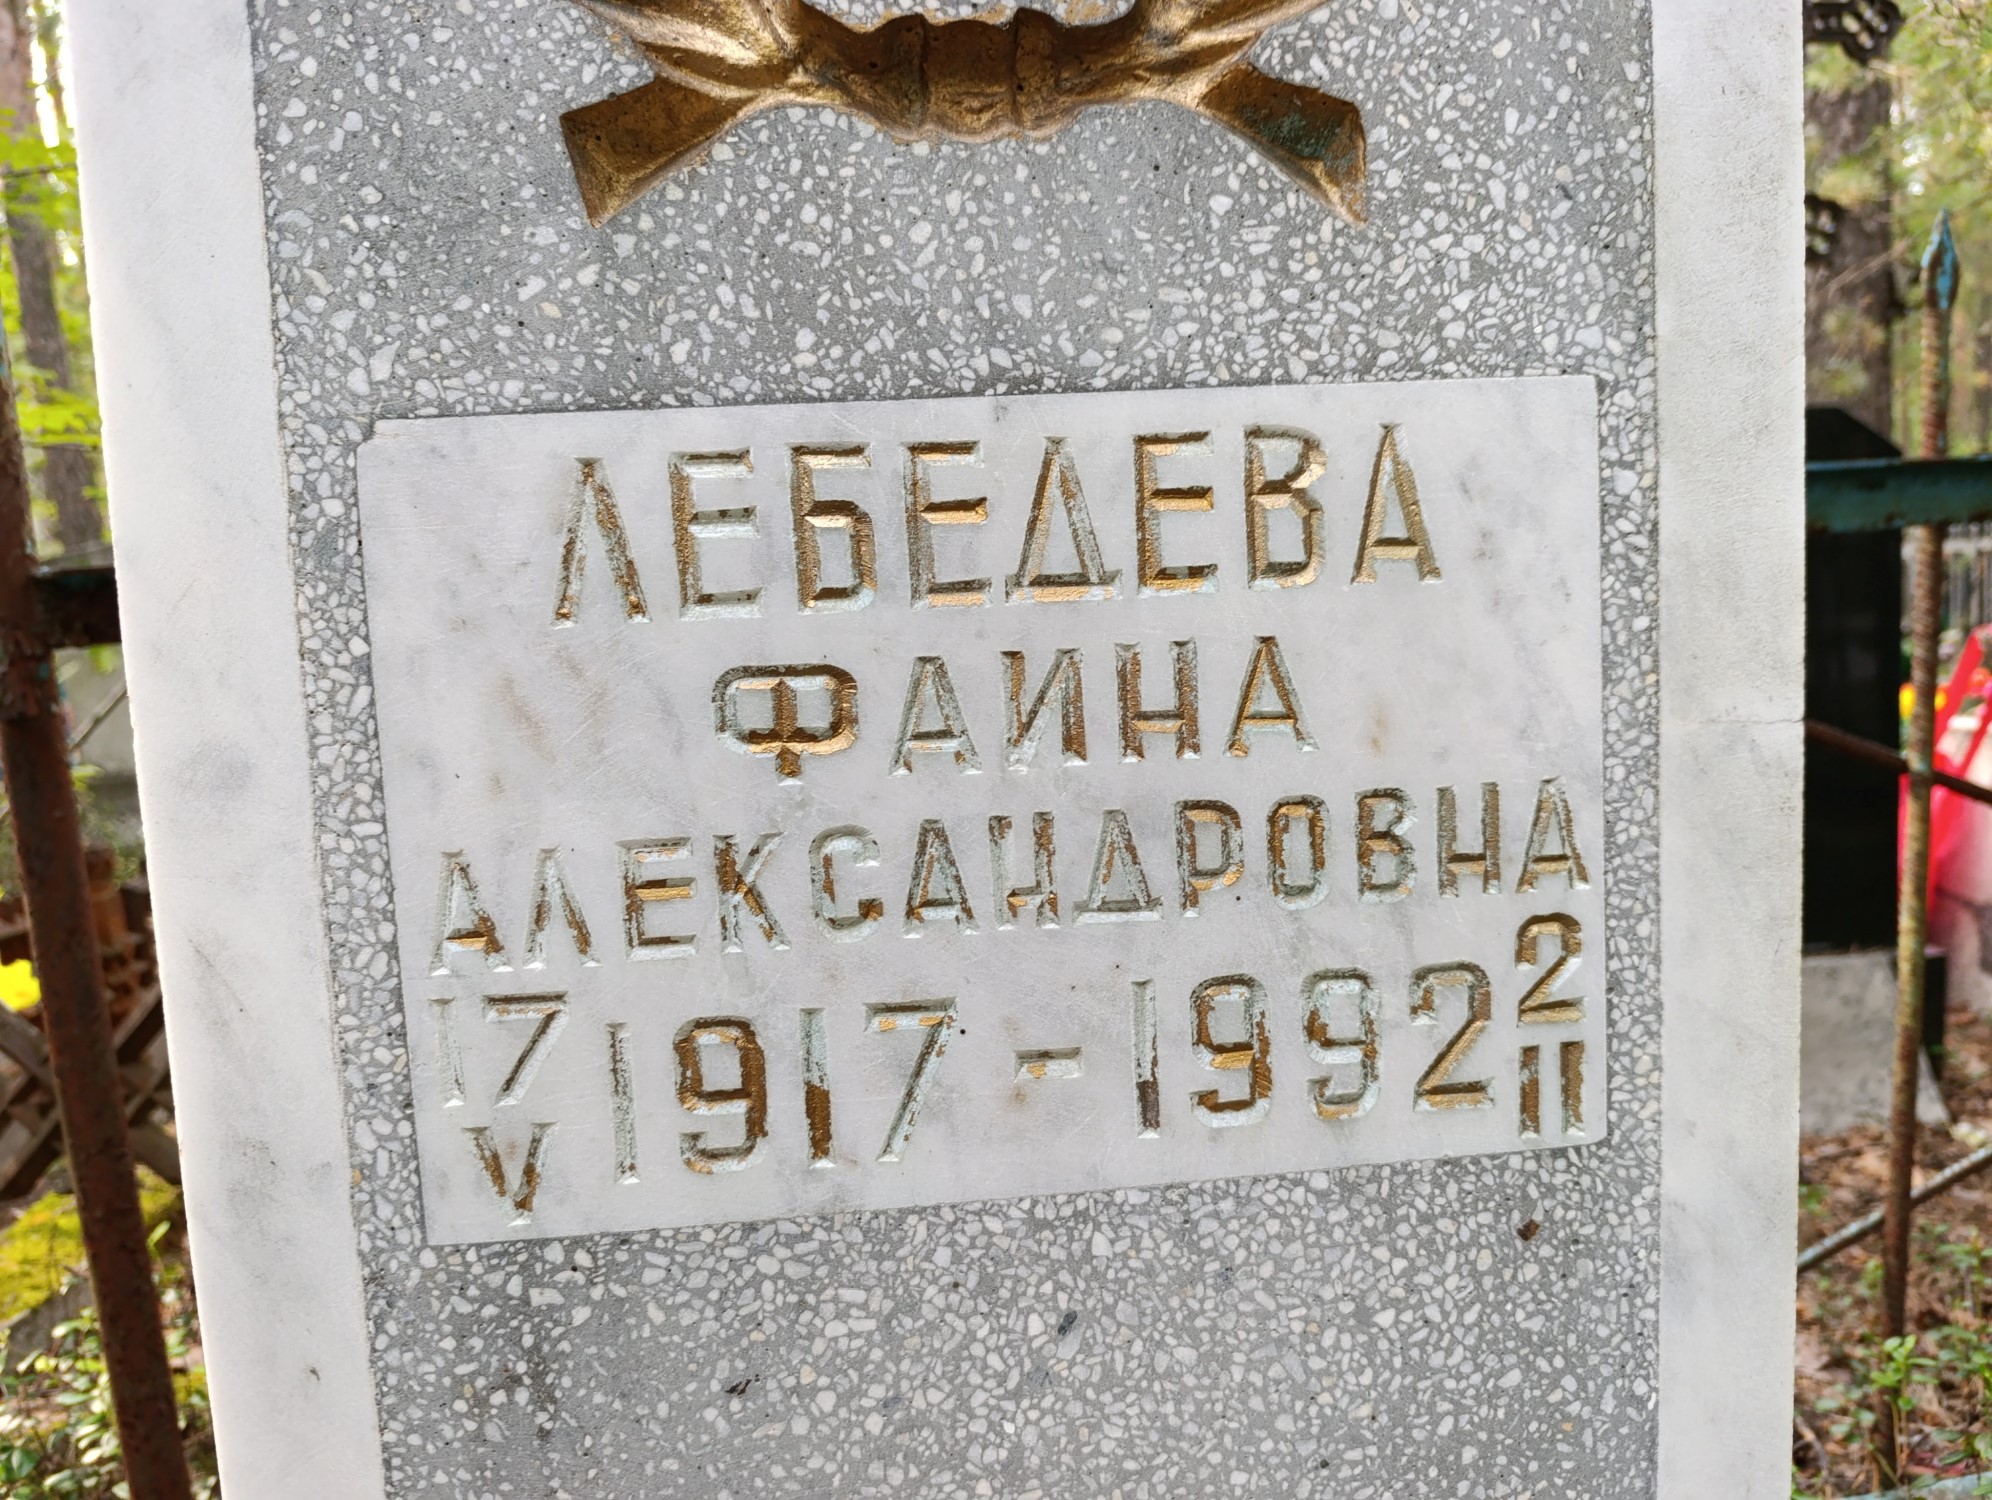 ЛЕБЕДЕВА
ФАИНА
АЛЕКСАНДРОВНА
17 V 1917 - 1992 2 II